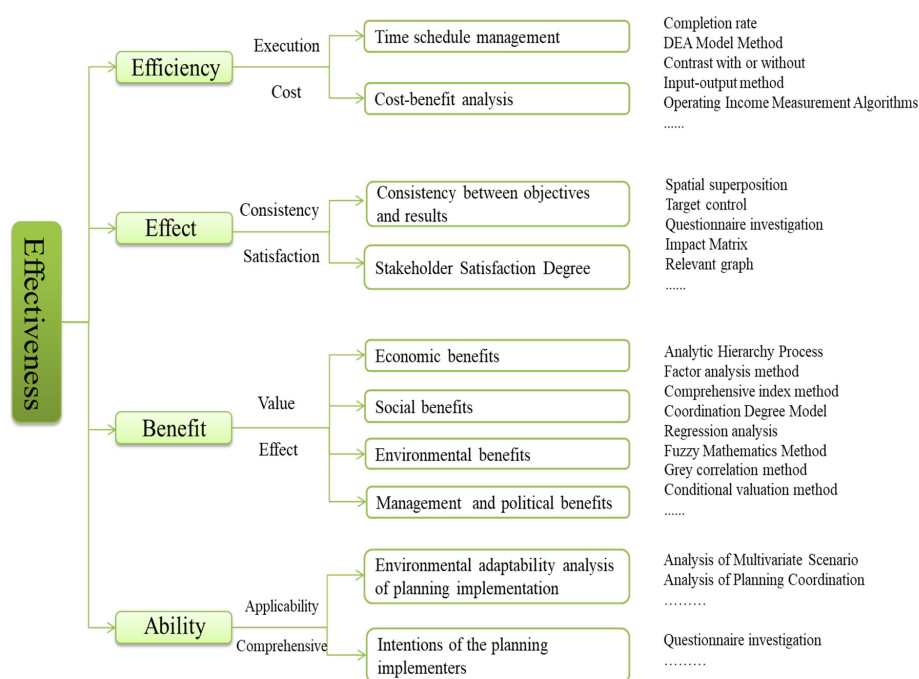 Effectiveness
Efficiency
Execution
Cost
Time schedule management
Cost-benefit analysis
Completion rate
DEA Model Method
Contrast with or without
Input-output method
Operating Income Measurement Algorithms
......
Effect
Consistency
Satisfaction
Consistency between objectives
and results
Stakeholder Satisfaction Degree
Spatial superposition
Target control
Questionnaire investigation
Impact Matrix
Relevant graph
......
Benefit
Value
Effect
Economic benefits
Social benefits
Environmental benefits
Management and political benefits
Analytic Hierarchy Process
Factor analysis method
Comprehensive index method
Coordination Degree Model
Regression analysis
Fuzzy Mathematics Method
Grey correlation method
Conditional valuation method
......
Ability
Applicability
Comprehensive
Environmental adaptability analysis
of planning implementation
Intentions of the planning
implementers
Analysis of Multivariate Scenario
Analysis of Planning Coordination
………
Questionnaire investigation
………